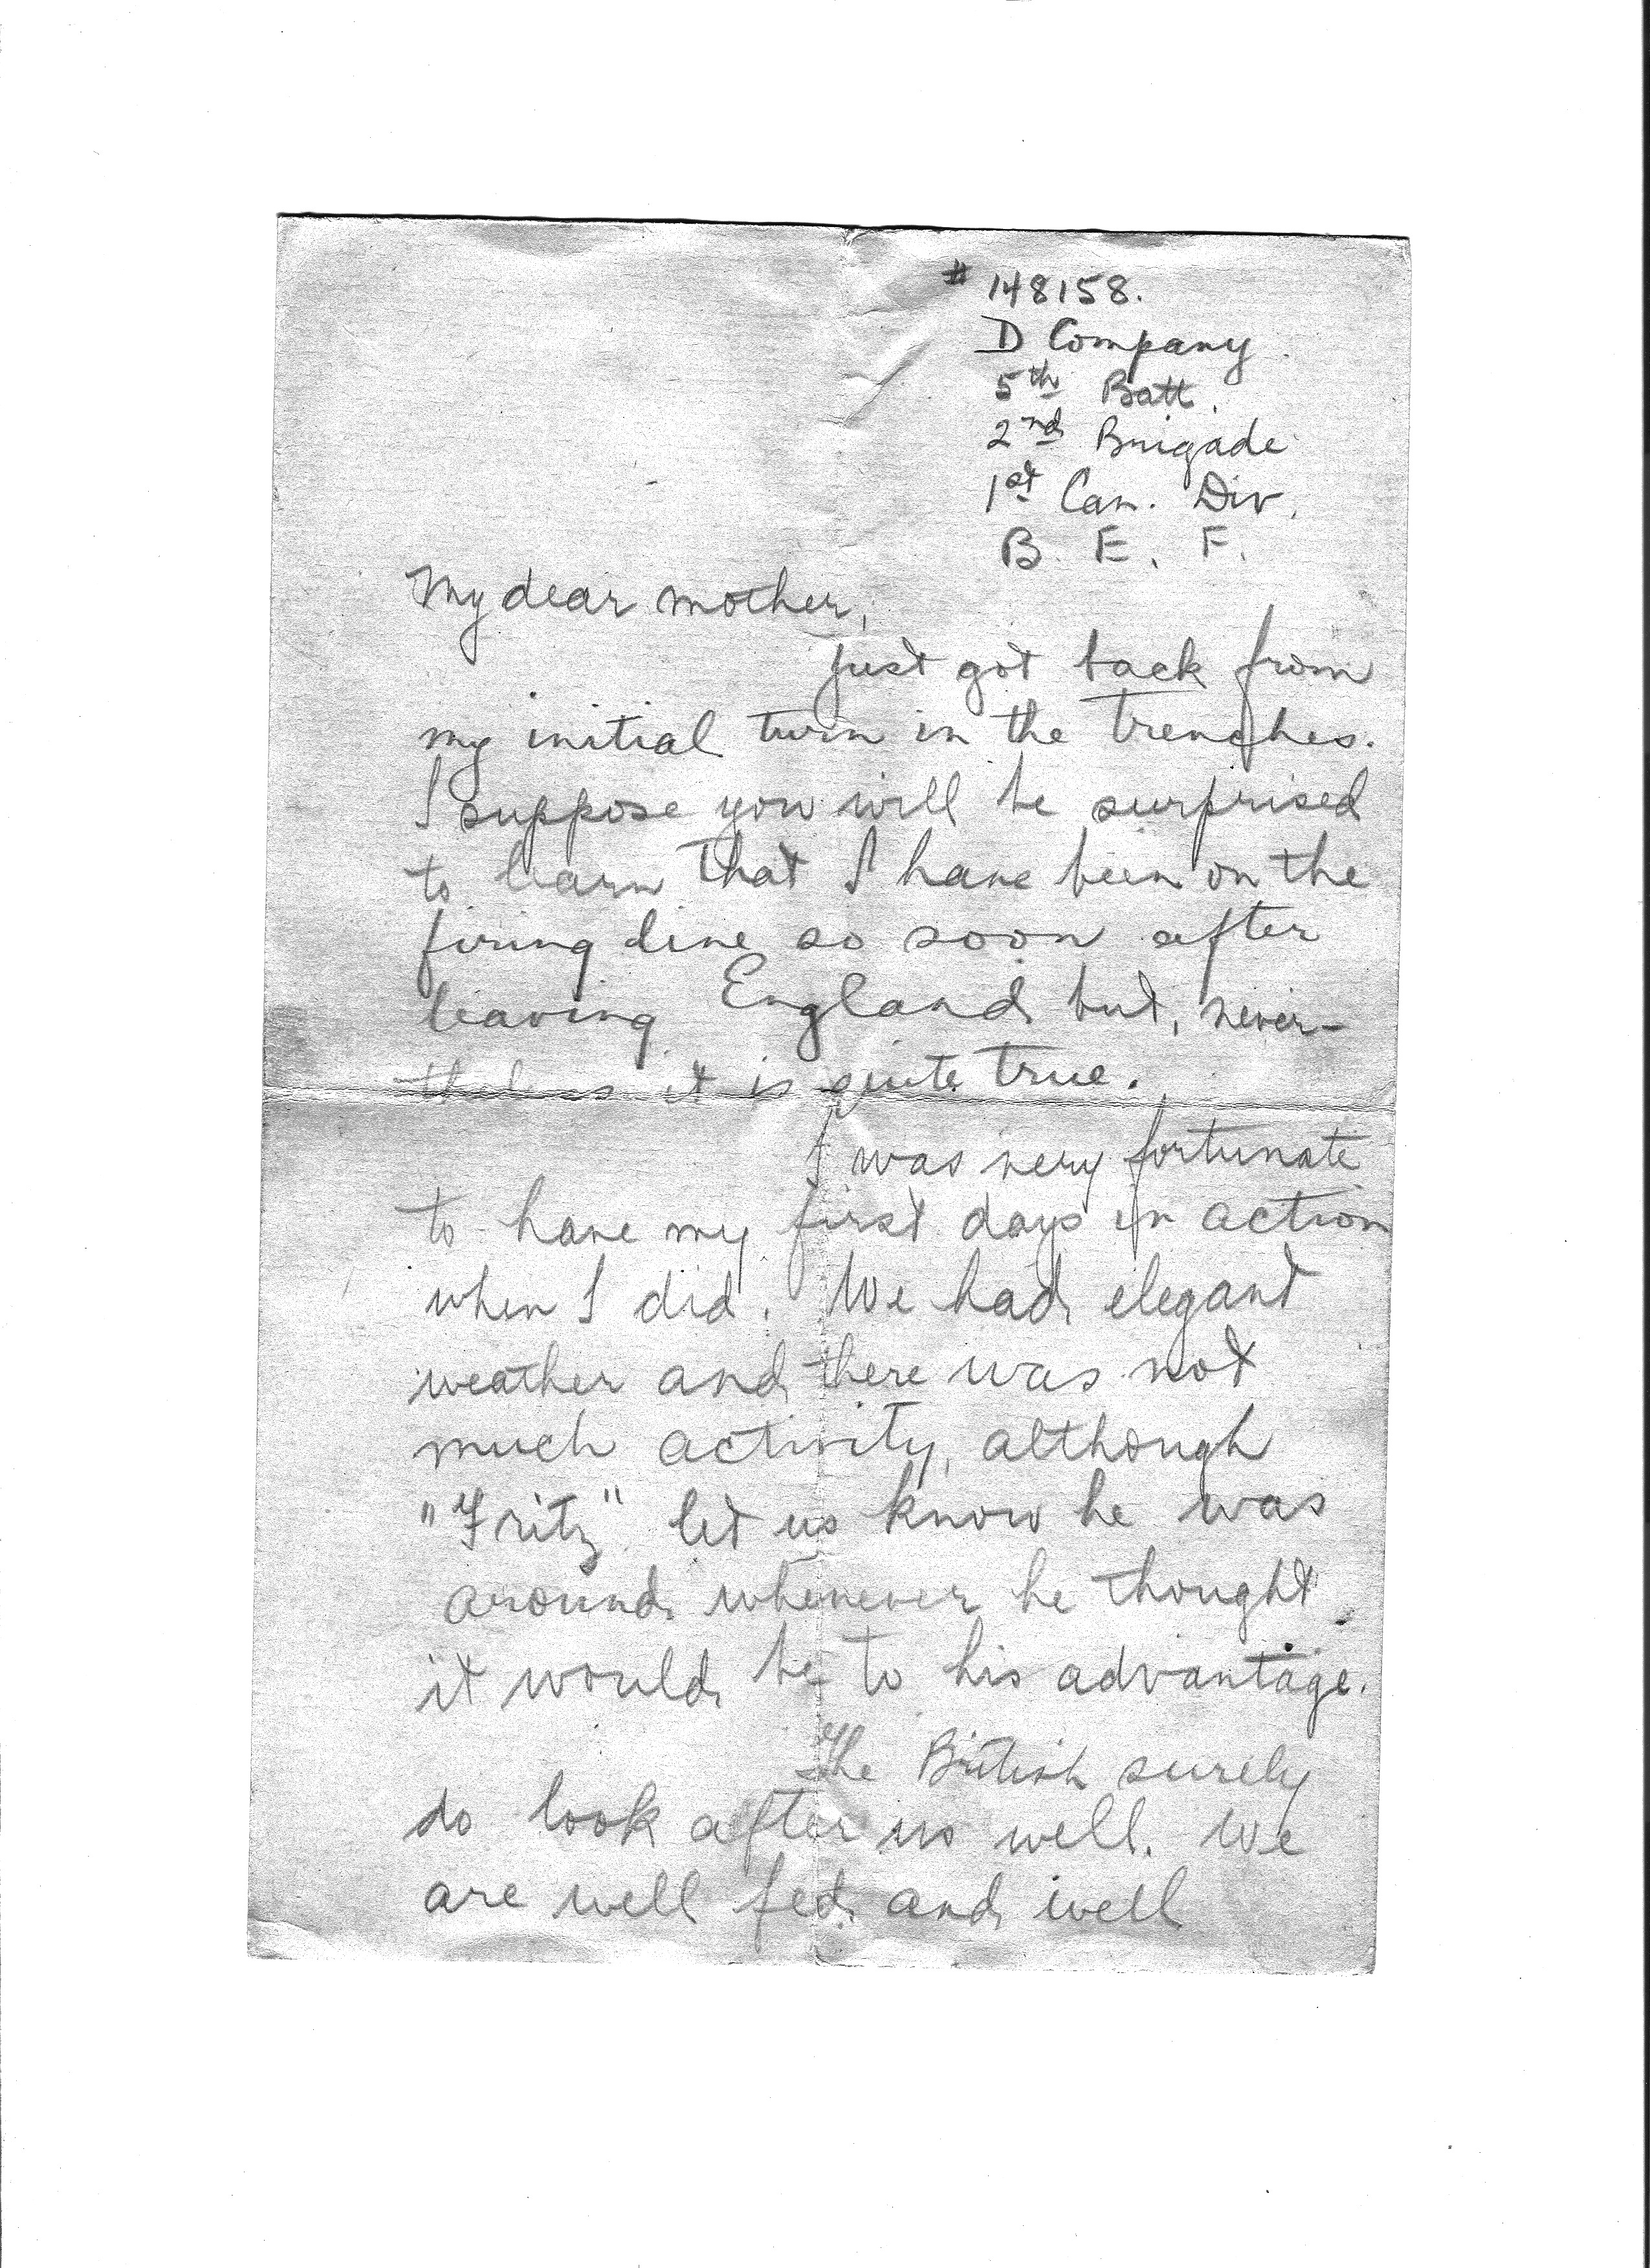 # 148158.
D Company
5th Batt.
2nd Brigade
1st Can. Div.
B. E. F.
My dear mother,
Just got back from
my initial turn in the trenches.
I suppose you will be surprised
to learn that I have been on the
firing line so soon after
leaving England but, never-
theless it is quite true.
I was very fortunate
to have my first days in action
when I did. We had elegant
weather and there was not
much activity, although
"Fritz" let us know he was
around whenever he thought
it would be to his advantage.
The British surely
do look after us well. We
are well fed and well